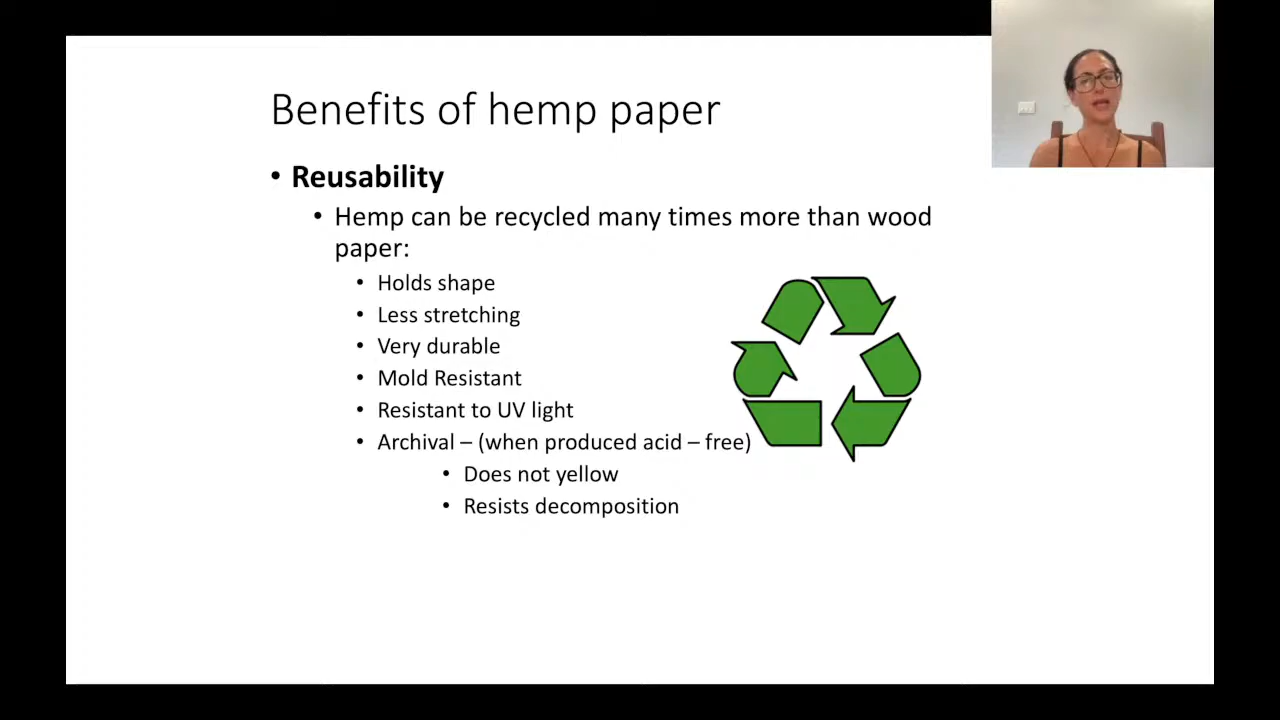 Benefits of hemp paper
• Reusability
• Hemp can be recycled many times more than wood
paper:
• Holds shape
• Less stretching
• Very durable
• Mold Resistant
• Resistant to UV light
• Archival – (when produced acid – free)
• Does not yellow
• Resists decomposition